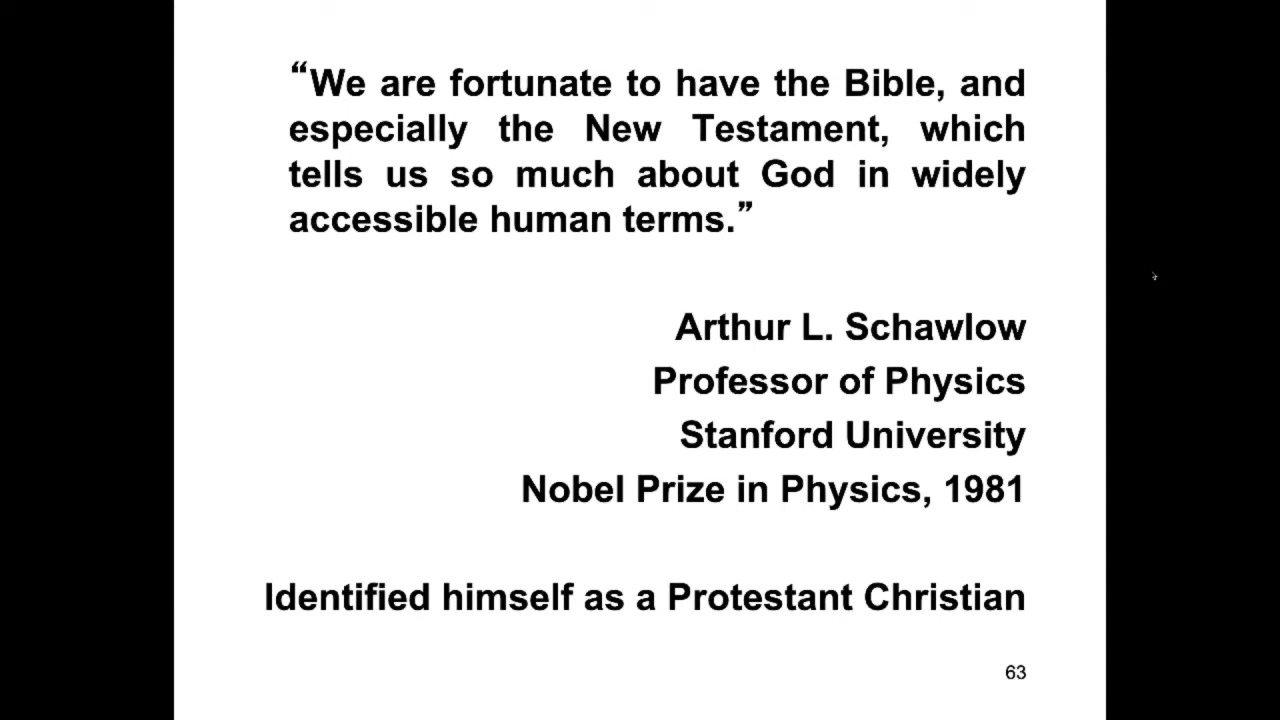 “We are fortunate to have the Bible, and
especially the New Testament, which
tells us so much about God in widely
accessible human terms.”
Arthur L. Schawlow
Professor of Physics
Stanford University
Nobel Prize in Physics, 1981
Identified himself as a Protestant Christian
63